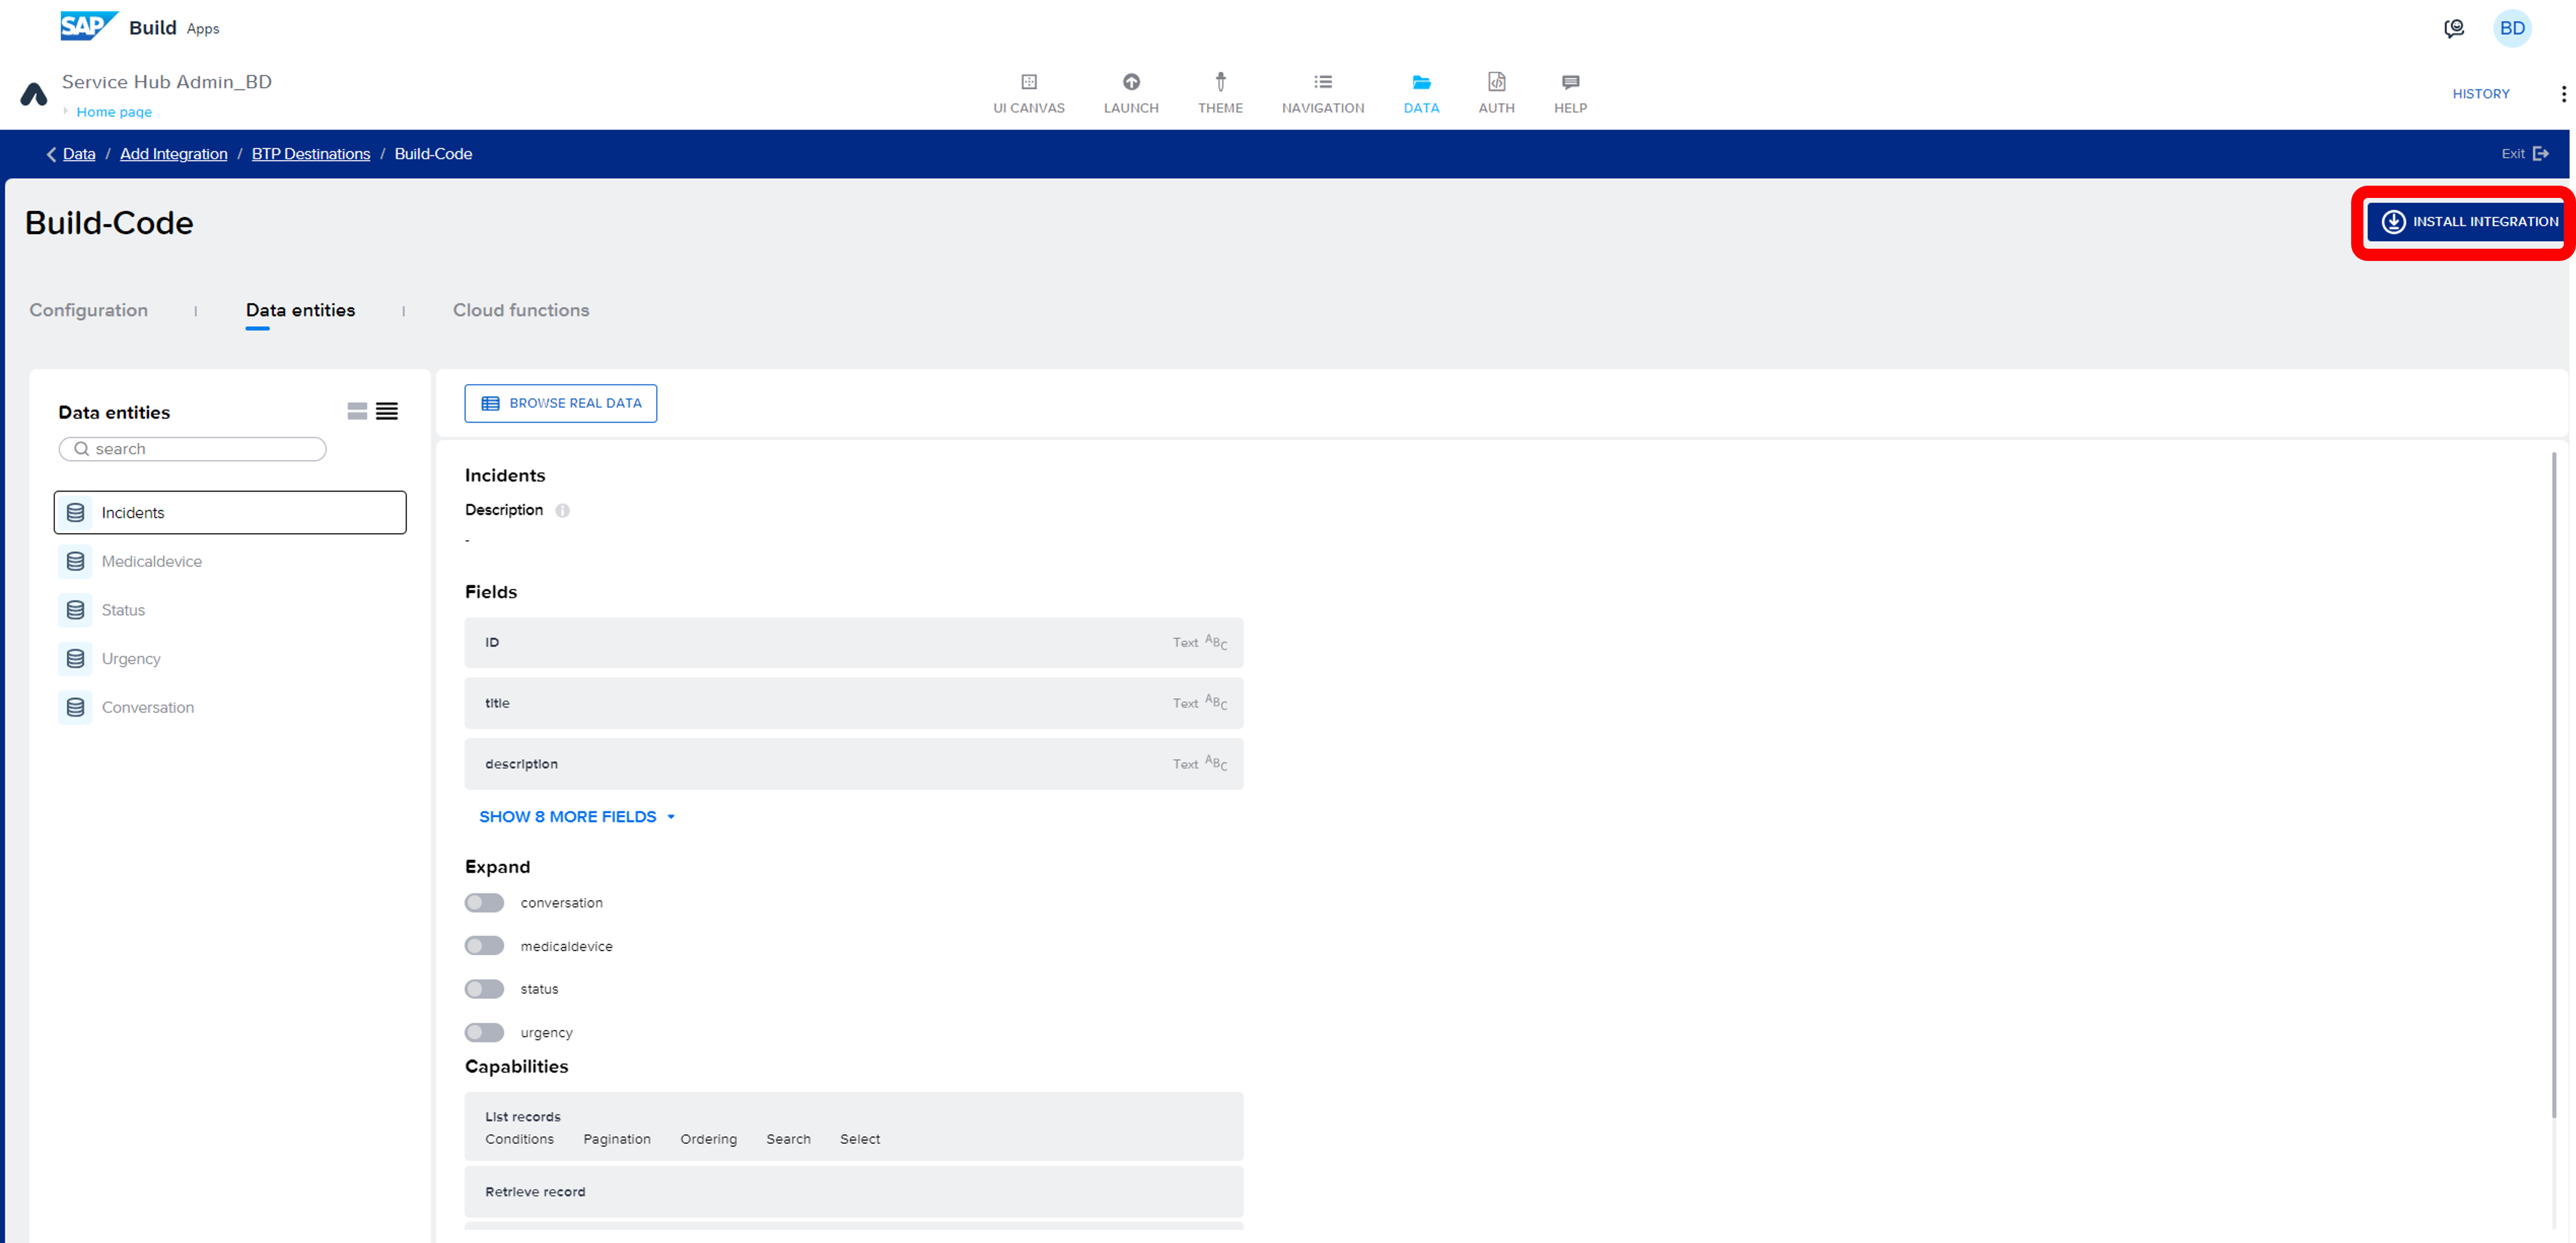 SAP Build Apps
BD
Service Hub Admin_BD
Home page
UI CANVAS LAUNCH THEME NAVIGATION DATA AUTH HELP
HISTORY
Data / Add Integration / BTP Destinations / Build-Code
Exit
Build-Code
INSTALL INTEGRATION
Configuration Data entities Cloud functions
Data entities
search
Incidents
Medicaldevice
Status
Urgency
Conversation
BROWSE REAL DATA
Incidents
Description
-
Fields
ID Text ABC
title Text ABC
description Text ABC
SHOW 8 MORE FIELDS
Expand
conversation
medicaldevice
status
urgency
Capabilities
List records
Conditions Pagination Ordering Search Select
Retrieve record